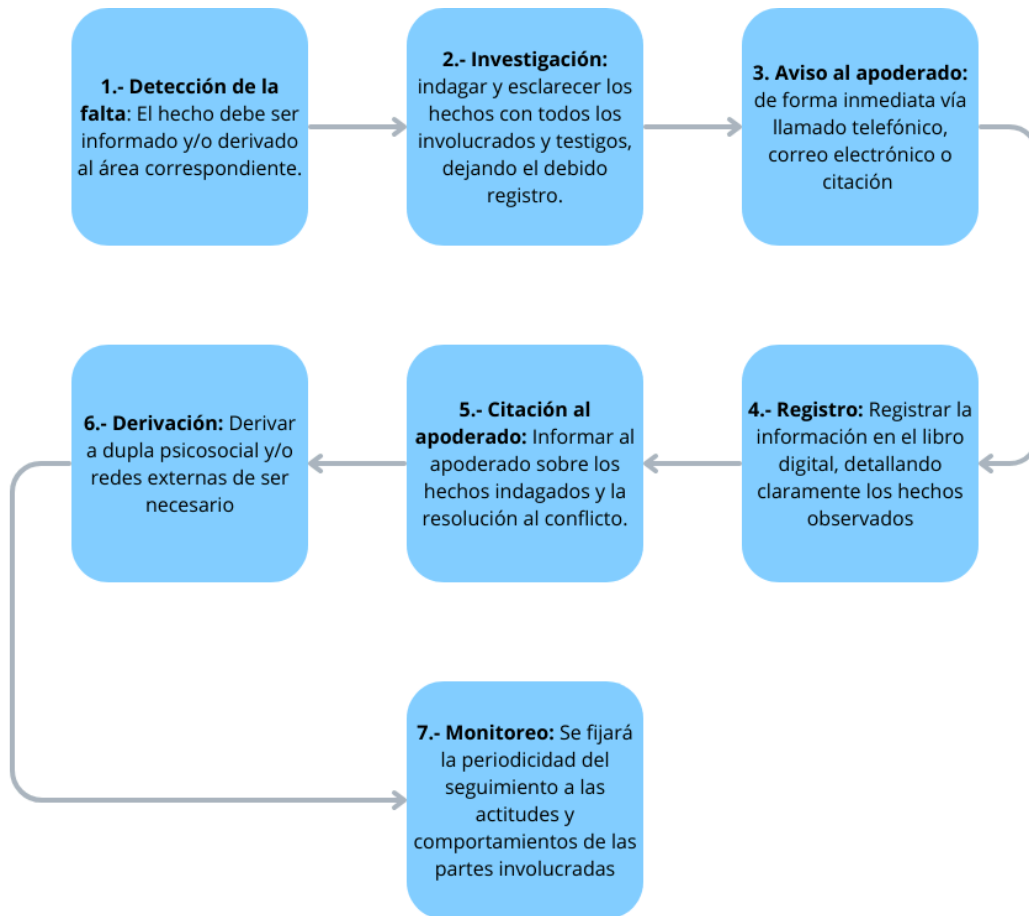 1.- Detección de la
falta: El hecho debe ser
informado y/o derivado
al área correspondiente.
2.- Investigación:
indagar y esclarecer los
hechos con todos los
involucrados y testigos,
dejando el debido
registro.
3. Aviso al apoderado:
de forma inmediata vía
llamado telefónico,
correo electrónico o
citación
4.- Registro: Registrar la
información en el libro
digital, detallando
claramente los hechos
observados
5.- Citación al
apoderado: Informar al
apoderado sobre los
hechos indagados y la
resolución al conflicto.
6.- Derivación: Derivar
a dupla psicosocial y/o
redes externas de ser
necesario
7.- Monitoreo: Se fijará
la periodicidad del
seguimiento a las
actitudes y
comportamientos de las
partes involucradas